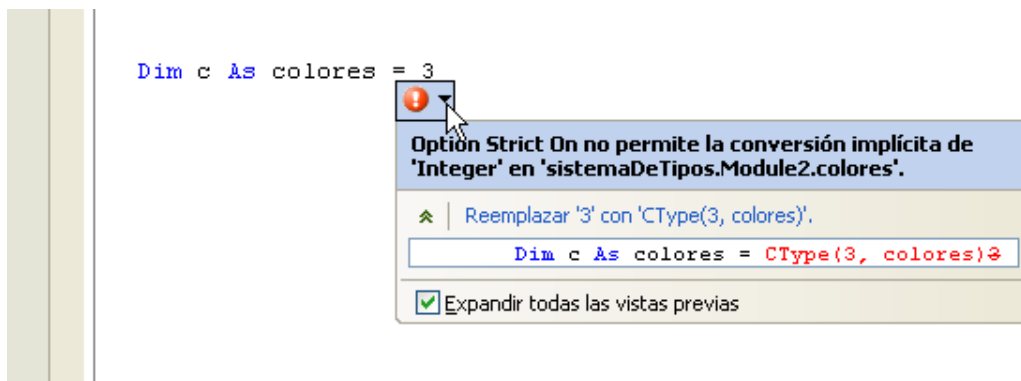 Dim c As colores = 3
Option Strict On no permite la conversión implícita de
'Integer' en 'sistemaDeTipos.Module2.colores'.
Reemplazar '3' con 'CType(3, colores)'.
Dim c As colores = CType(3, colores)3
Expandir todas las vistas previas